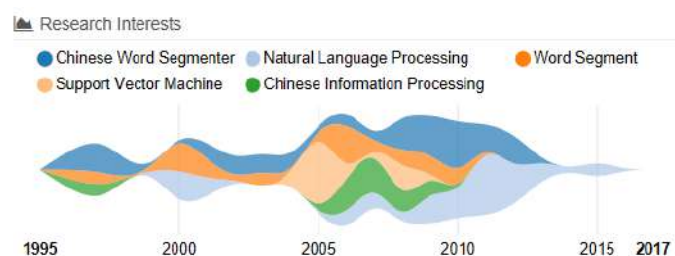 Research Interests
Chinese Word Segmenter Natural Language Processing Word Segment
Support Vector Machine Chinese Information Processing
1995 2000 2005 2010 2015 2017